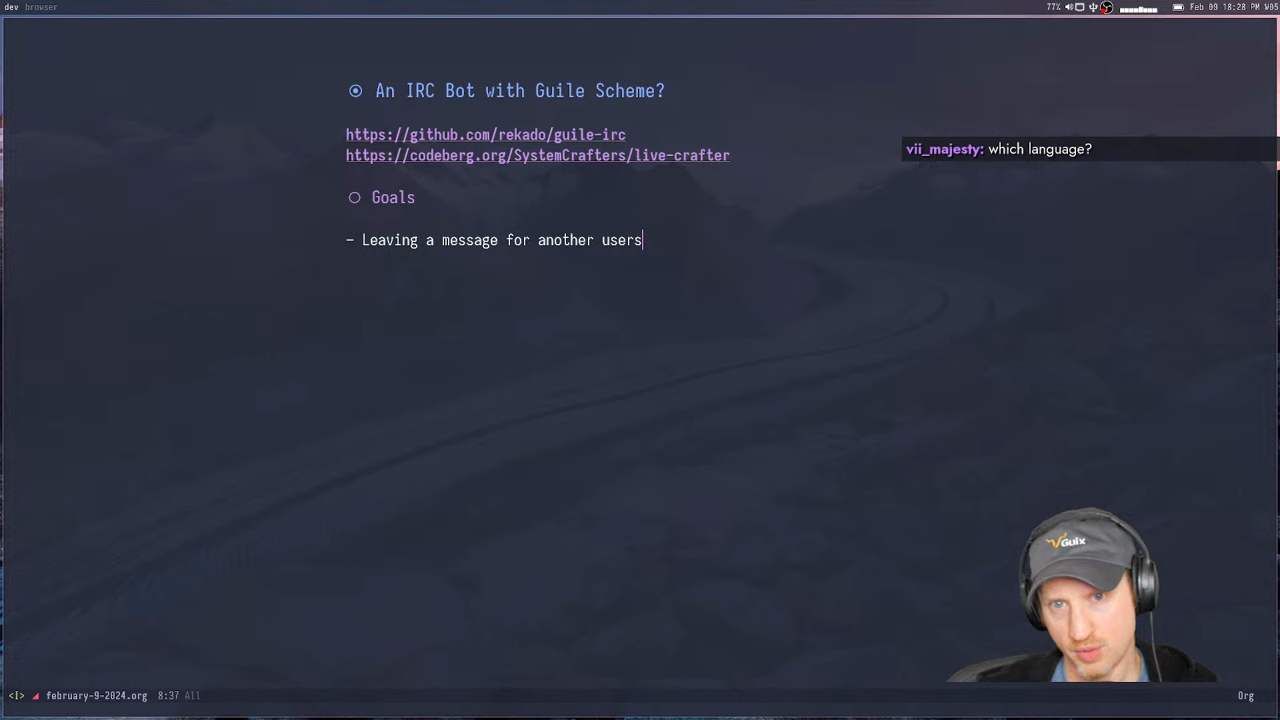 dev browser
77% Feb 09 18:28 PM W05
An IRC Bot with Guile Scheme?
https://github.com/rekado/guile-irc
https://codeberg.org/SystemCrafters/live-crafter
vii_majesty: which language?
Goals
- Leaving a message for another users
Guix
<I> february-9-2024.org 8:37 All
Org